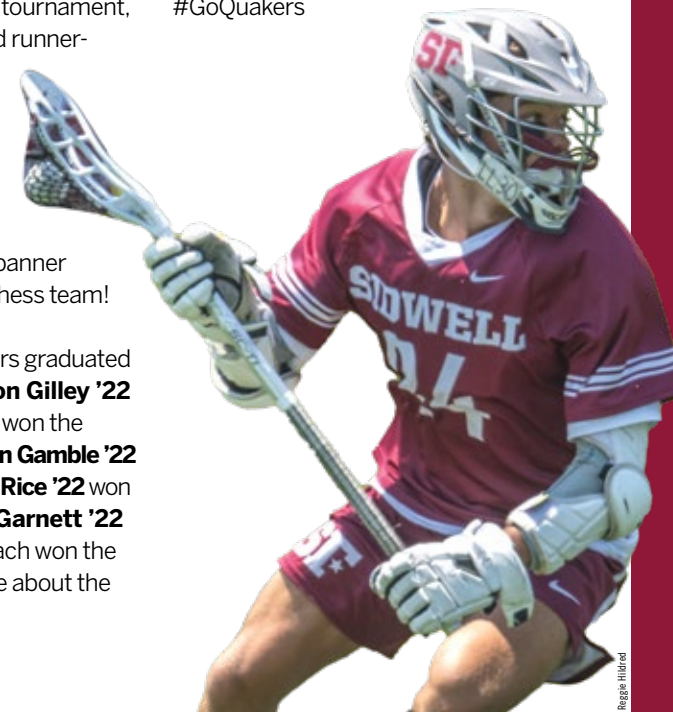 tournament,
d runner-
#GoQuakers
banner
hess team!
rs graduated
on Gilley ’22
won the
n Gamble ’22
Rice ’22 won
Garnett ’22
ach won the
e about the
SF
SIDWELL
24
SF
Reggie Hildred